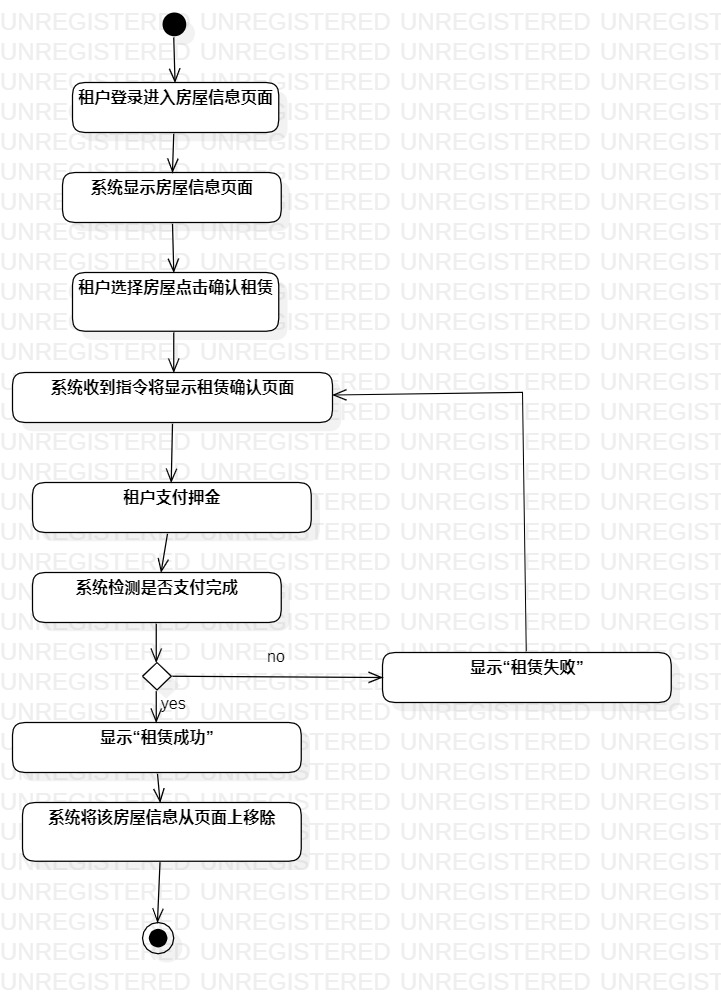 租户登录进入房屋信息页面
系统显示房屋信息页面
租户选择房屋点击确认租赁
系统收到指令将显示租赁确认页面
租户支付押金
系统检测是否支付完成
no
显示“租赁失败”
yes
显示“租赁成功”
系统将该房屋信息从页面上移除
UNREGISTERED